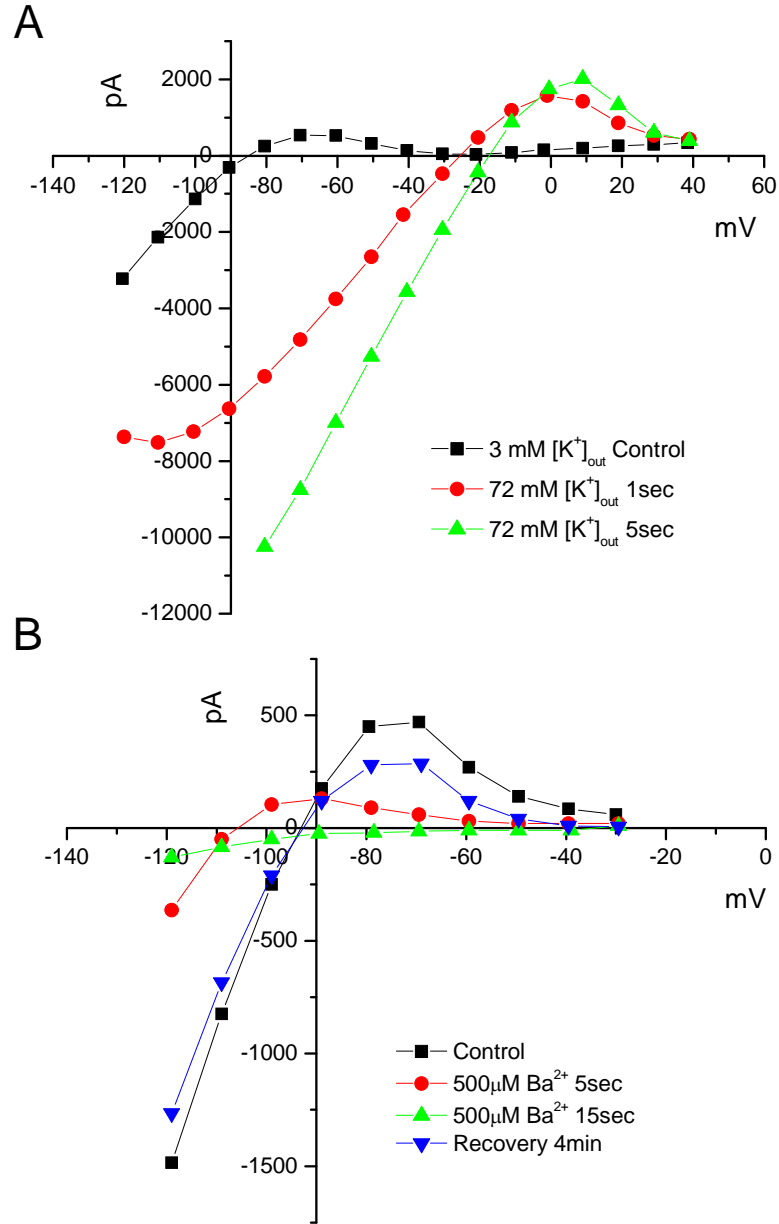 A
pA
2000
0
-140 -120 -100 -80 -60 -40 -20 0 20 40 60
mV
-2000
-4000
-6000
-8000
-10000
-12000
3 mM [K⁺]out Control
72 mM [K⁺]out 1sec
72 mM [K⁺]out 5sec
B
pA
500
0
-140 -120 -100 -80 -60 -40 -20 0
mV
-500
-1000
-1500
Control
500μM Ba²⁺ 5sec
500μM Ba²⁺ 15sec
Recovery 4min